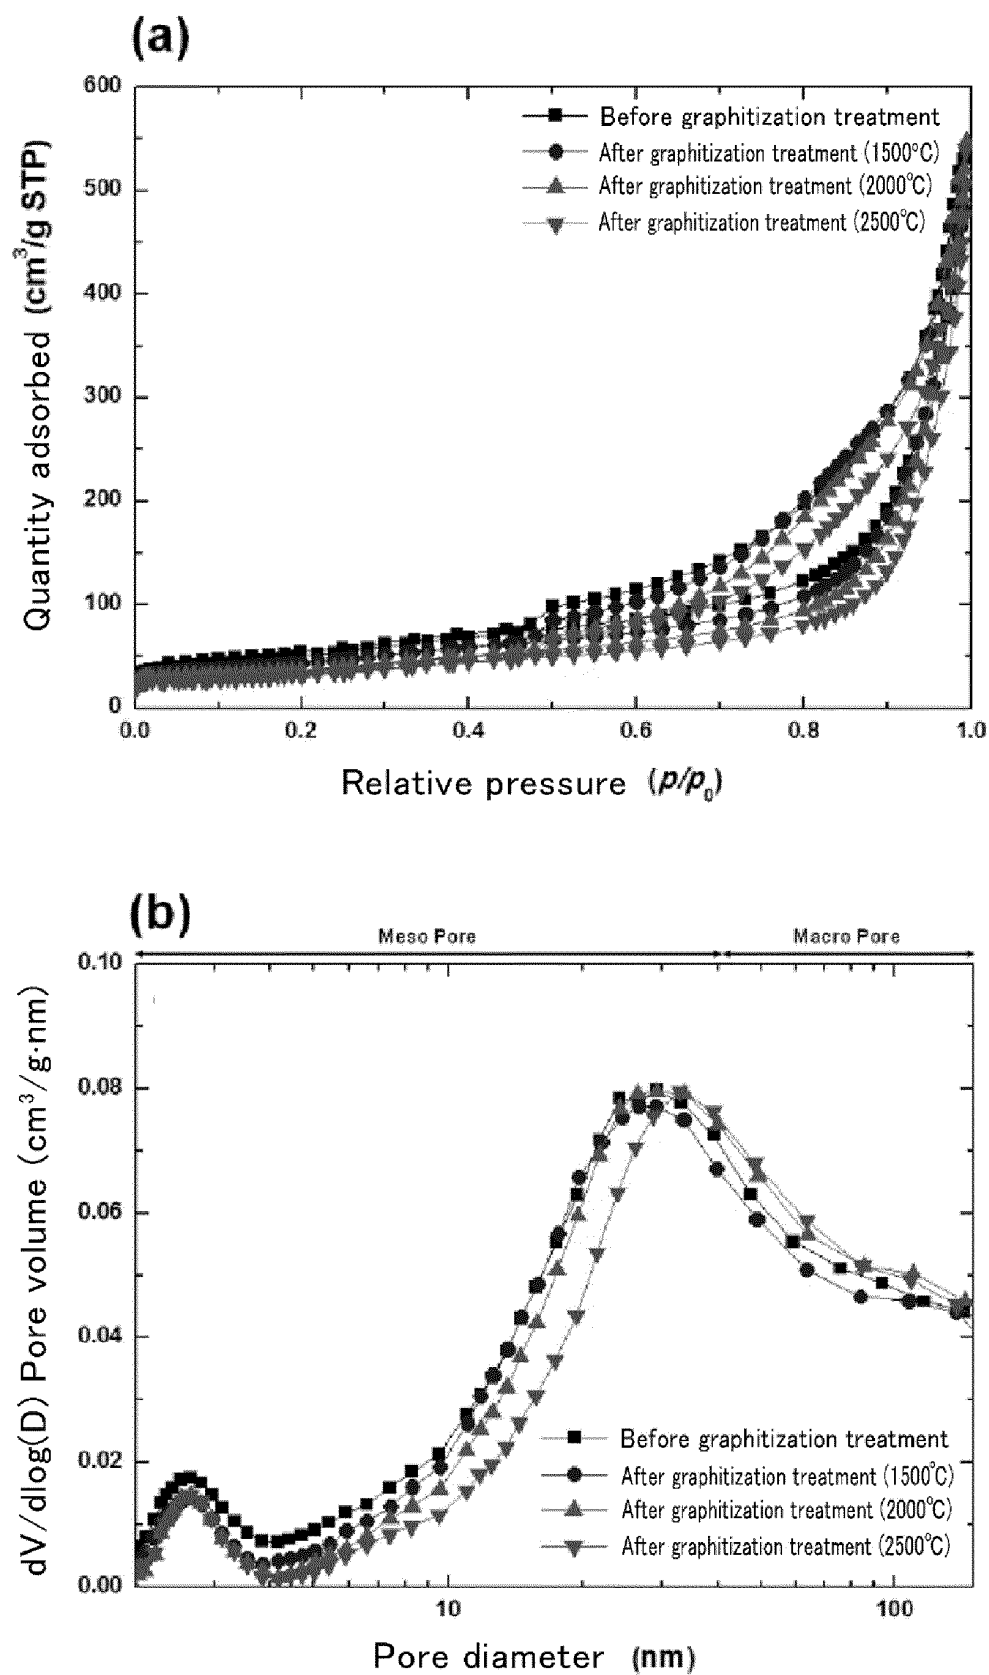 (a)
600
500
400
300
200
100
0
Quantity adsorbed (cm³/g STP)
Before graphitization treatment
After graphitization treatment (1500°C)
After graphitization treatment (2000°C)
After graphitization treatment (2500°C)
0.0 0.2 0.4 0.6 0.8 1.0
Relative pressure (p/p₀)
(b)
Meso Pore Macro Pore
0.10
0.08
0.06
0.04
0.02
0.00
dV/dlog(D) Pore volume (cm³/g·nm)
Before graphitization treatment
After graphitization treatment (1500°C)
After graphitization treatment (2000°C)
After graphitization treatment (2500°C)
10 100
Pore diameter (nm)